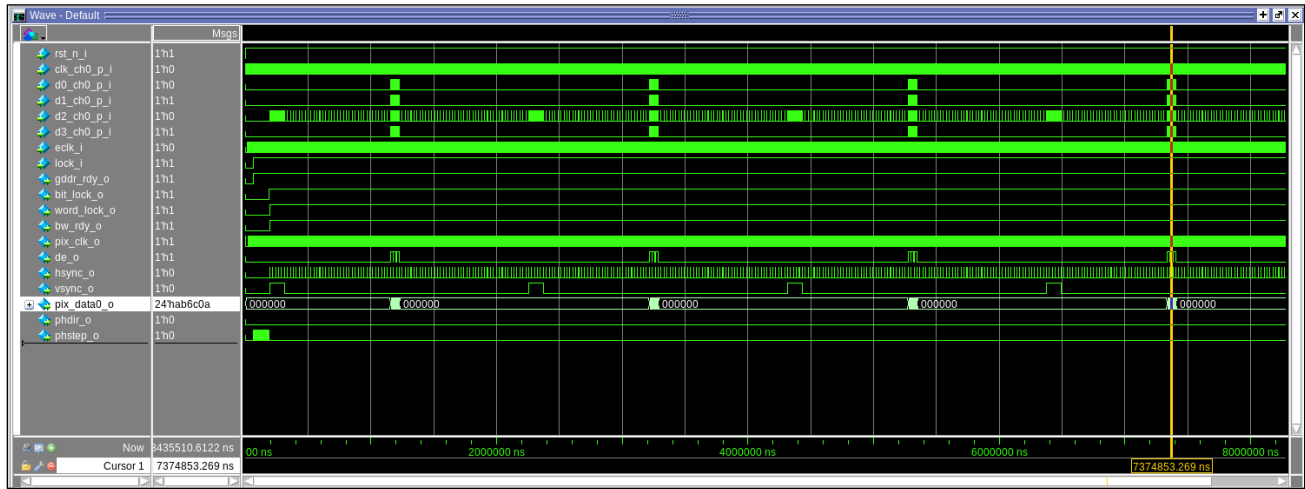 Wave - Default
Msgs
rst_n_i 1'h1
clk_ch0_p_i 1'h0
d0_ch0_p_i 1'h0
d1_ch0_p_i 1'h1
d2_ch0_p_i 1'h0
d3_ch0_p_i 1'h1
eclk_i 1'h0
lock_i 1'h1
gddr_rdy_o 1'h1
bit_lock_o 1'h1
word_lock_o 1'h1
bw_rdy_o 1'h1
pix_clk_o 1'h1
de_o 1'h1
hsync_o 1'h0
vsync_o 1'h0
pix_data0_o 24'hab6c0a 000000 000000 000000 000000 000000
phdir_o 1'h0
phstep_o 1'h0
Now 8435510.6122 ns 00 ns 2000000 ns 4000000 ns 6000000 ns 8000000 ns
Cursor 1 7374853.269 ns 7374853.269 ns